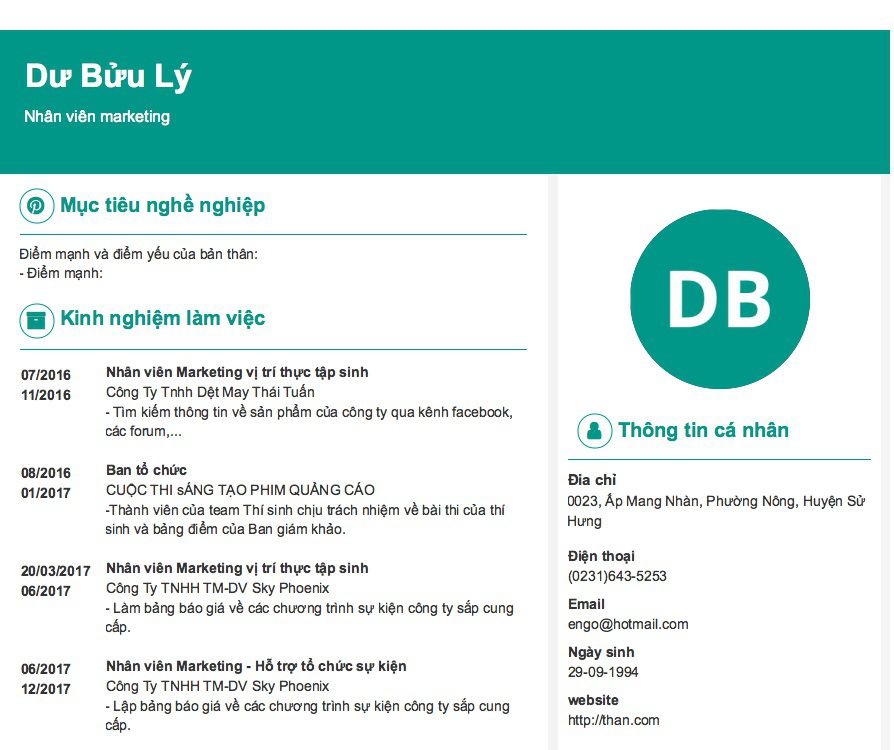 Dư Bửu Lý
Nhân viên marketing
Mục tiêu nghề nghiệp
Điểm mạnh và điểm yếu của bản thân:
- Điểm mạnh:
Kinh nghiệm làm việc
07/2016
11/2016
Nhân viên Marketing vị trí thực tập sinh
Công Ty Tnhh Dệt May Thái Tuấn
- Tìm kiếm thông tin về sản phẩm của công ty qua kênh facebook,
các forum,...
08/2016
01/2017
Ban tổ chức
CUỘC THI sÁNG TẠO PHIM QUẢNG CÁO
-Thành viên của team Thí sinh chịu trách nhiệm về bài thi của thí
sinh và bảng điểm của Ban giám khảo.
20/03/2017
06/2017
Nhân viên Marketing vị trí thực tập sinh
Công Ty TNHH TM-DV Sky Phoenix
- Làm bảng báo giá về các chương trình sự kiện công ty sắp cung
cấp.
06/2017
12/2017
Nhân viên Marketing - Hỗ trợ tổ chức sự kiện
Công Ty TNHH TM-DV Sky Phoenix
- Lập bảng báo giá về các chương trình sự kiện công ty sắp cung
cấp.
DB
Thông tin cá nhân
Đia chỉ
0023, Ấp Mang Nhàn, Phường Nông, Huyện Sử
Hưng
Điện thoại
(0231)643-5253
Email
engo@hotmail.com
Ngày sinh
29-09-1994
website
http://than.com